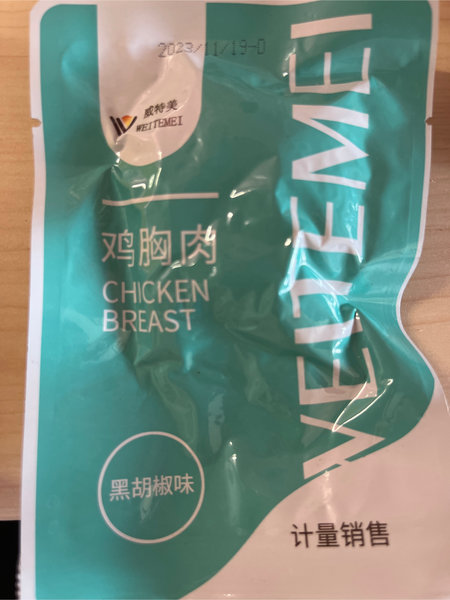 2023/11/19-0
威特美
WEITEMEI
WEITEMEI
鸡胸肉
CHICKEN
BREAST
黑胡椒味
计量销售